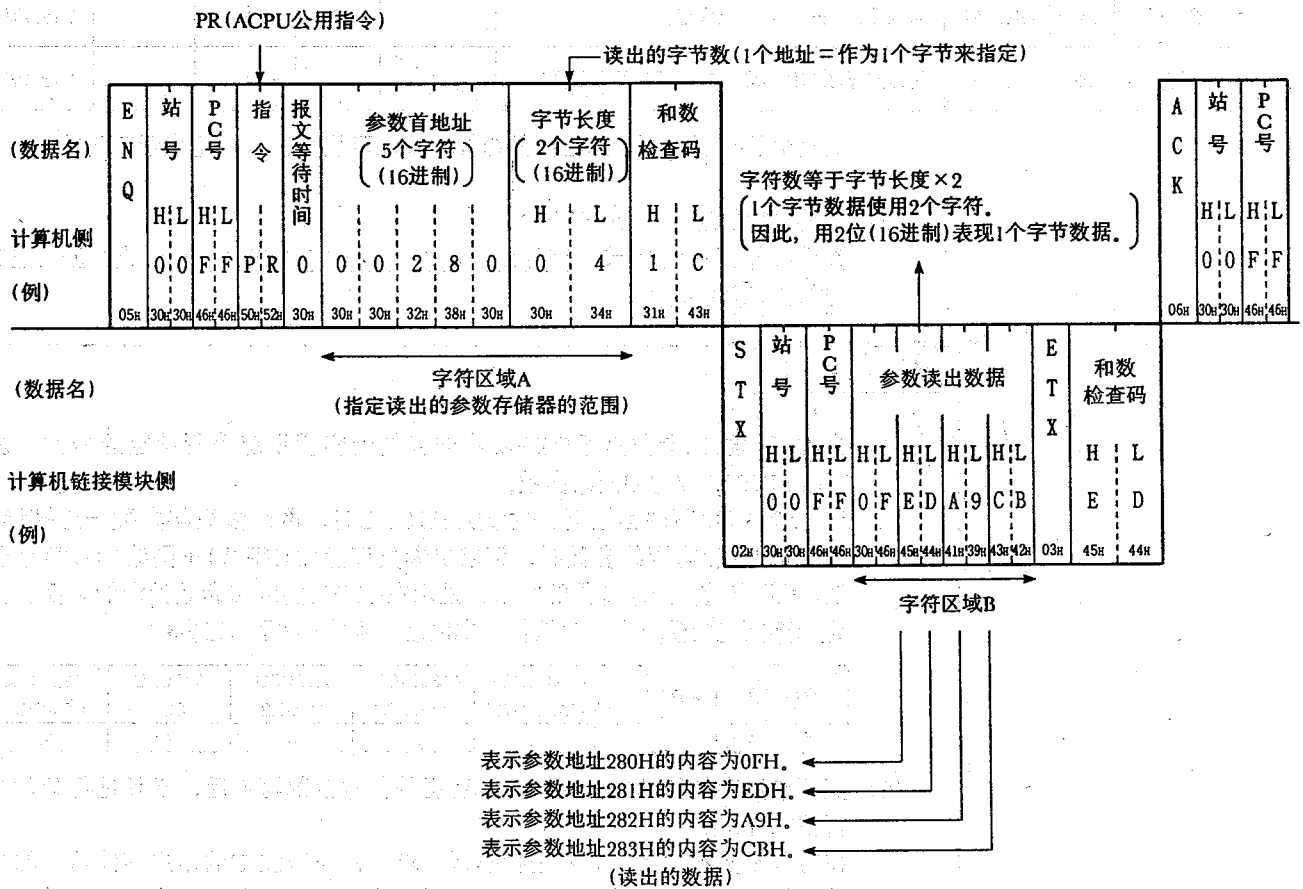 PR(ACPU公用指令)
读出的字节数(1个地址=作为1个字节来指定)
(数据名)
E N Q
站号
PC号
指令
报文等待时间
参数首地址
5个字符
(16进制)
字节长度
2个字符
(16进制)
和数
检查码
H L H L H L H L
计算机侧
(例)
0 0 F F P R 0 0 0 2 8 0 0 4 1 C
05H 30H 30H 46H 46H 50H 52H 30H 30H 30H 32H 38H 30H 30H 34H 31H 43H
字符数等于字节长度×2
1个字节数据使用2个字符.
因此, 用2位(16进制)表现1个字节数据。
A C K
站号
PC号
H L H L
0 0 F F
06H 30H 30H 46H 46H
字符区域A
(指定读出的参数存储器的范围)
(数据名)
S T X
站号
PC号
参数读出数据
E T X
和数
检查码
计算机链接模块侧
(例)
H L H L H L H L H L H L H L
0 0 F F 0 F E D A 9 C B E D
02H 30H 30H 46H 46H 30H 46H 45H 44H 41H 39H 43H 42H 03H 45H 44H
字符区域B
表示参数地址280H的内容为0FH。
表示参数地址281H的内容为EDH。
表示参数地址282H的内容为A9H。
表示参数地址283H的内容为CBH。
(读出的数据)